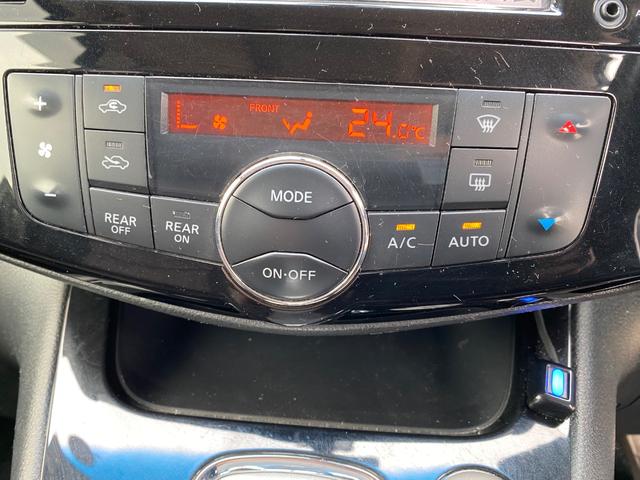 FRONT
24.0°C
MODE
REAR OFF
REAR ON
ON·OFF
A/C
AUTO